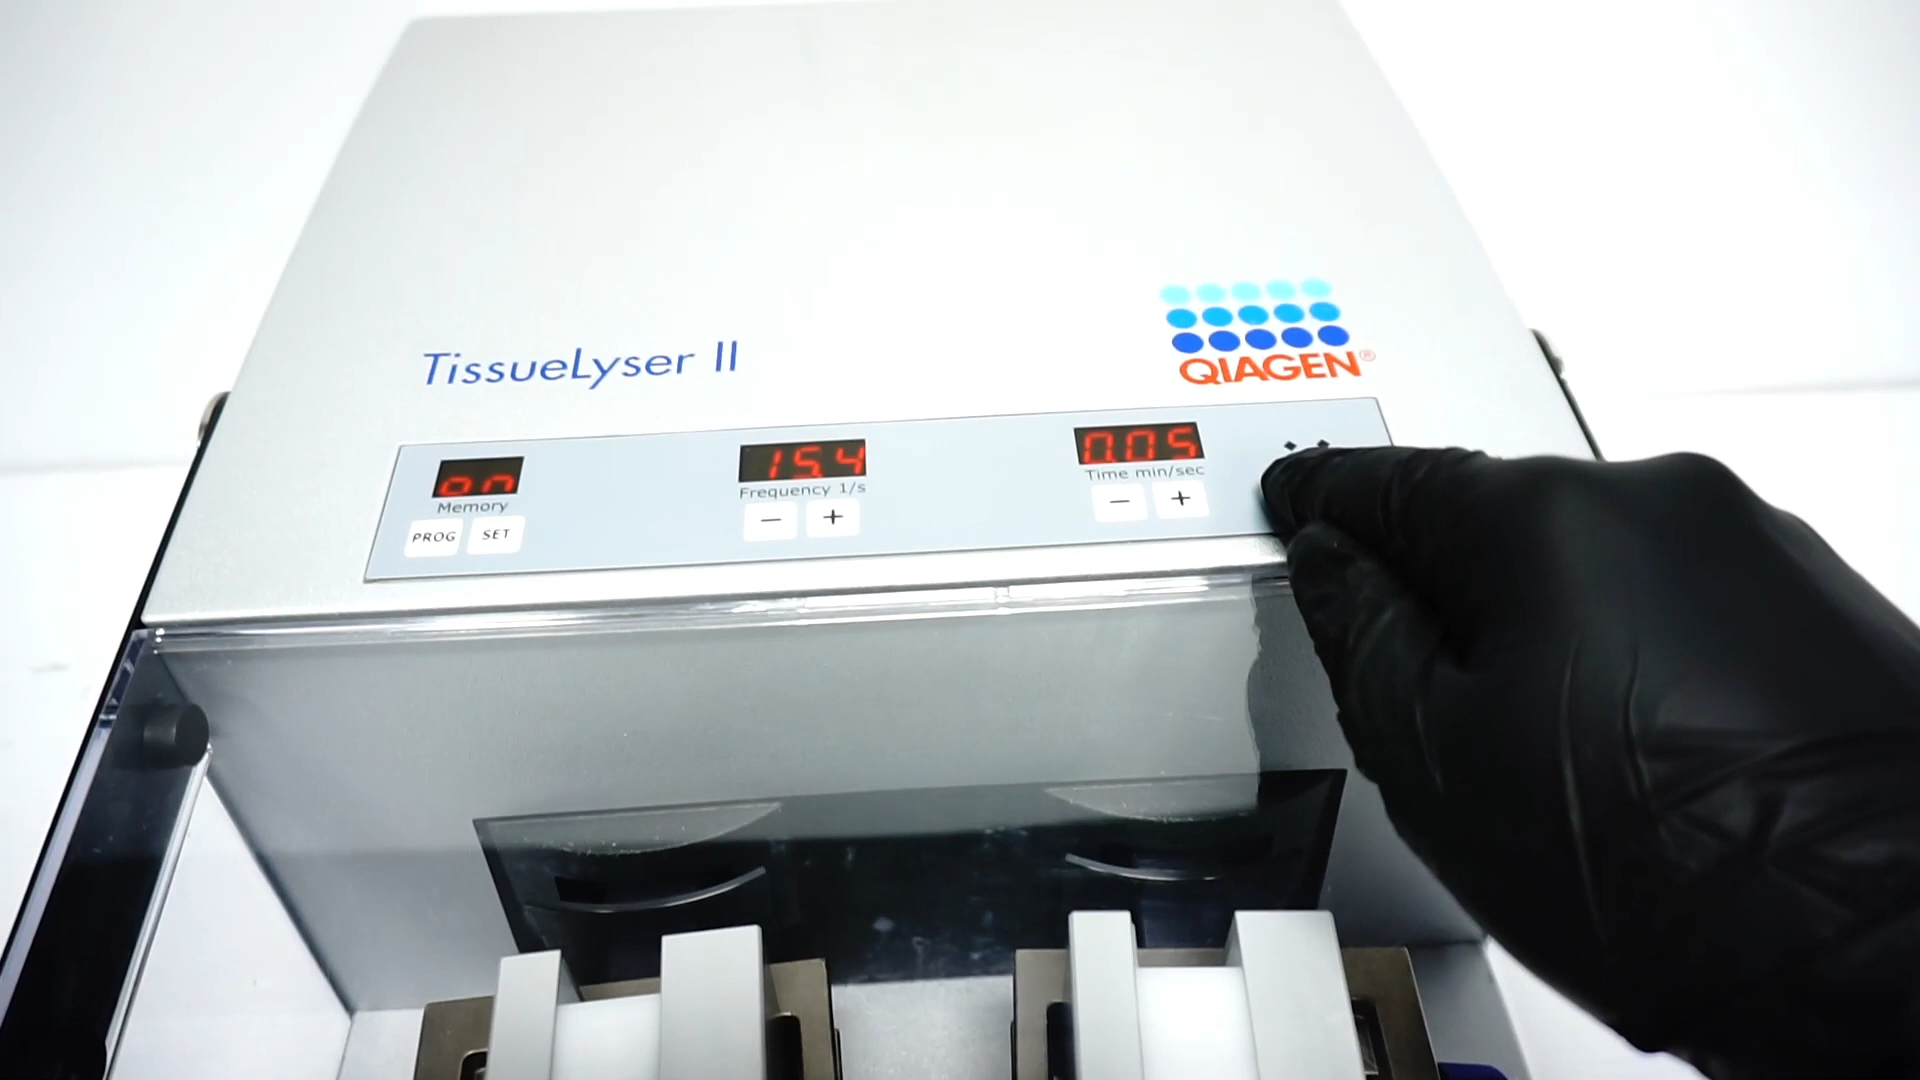 TissueLyser II
QIAGEN®
on
Memory
PROG SET
15.4
Frequency 1/s
− +
0.05
Time min/sec
− +